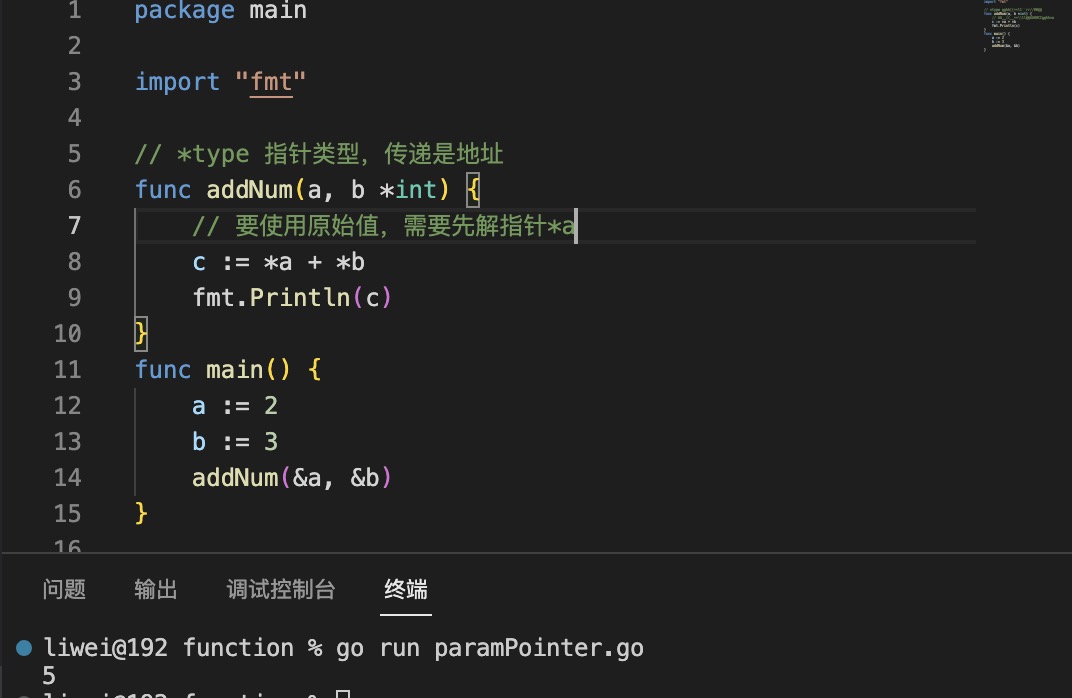 1 package main
2
3 import "fmt"
4
5 // *type 指针类型，传递是地址
6 func addNum(a, b *int) {
7 // 要使用原始值，需要先解指针*a
8 c := *a + *b
9 fmt.Println(c)
10 }
11 func main() {
12 a := 2
13 b := 3
14 addNum(&a, &b)
15 }
16
问题 输出 调试控制台 终端
liwei@192 function % go run paramPointer.go
5
liwei@192 function %